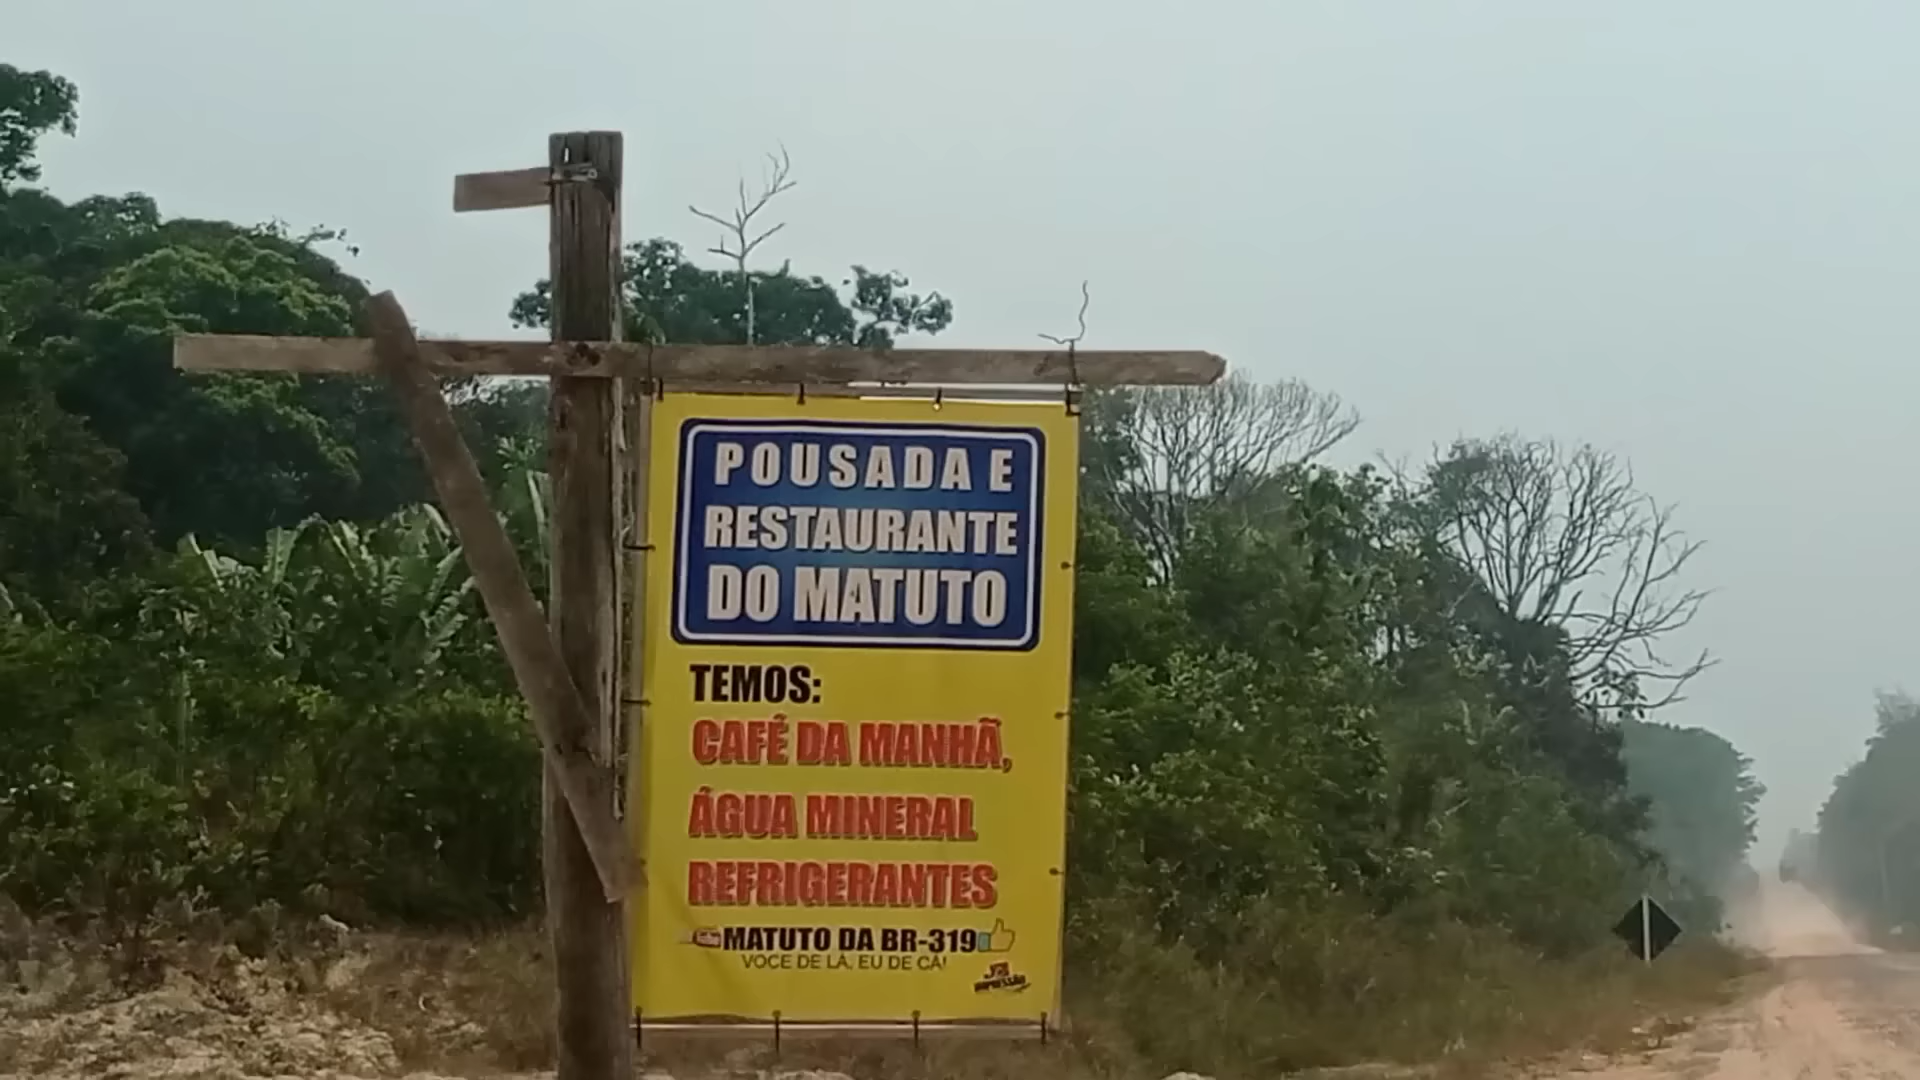 POUSADA E
RESTAURANTE
DO MATUTO
TEMOS:
CAFÉ DA MANHÃ,
ÁGUA MINERAL
REFRIGERANTES
MATUTO DA BR-319
VOCE DE LÁ, EU DE CÁ!
IMPRESSÃO